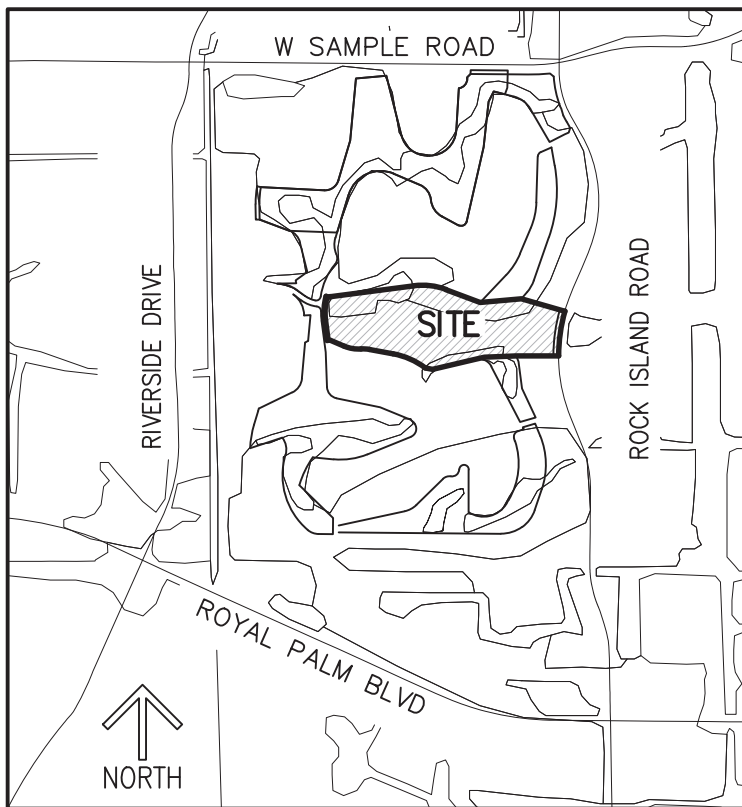 W SAMPLE ROAD
RIVERSIDE DRIVE
SITE
ROCK ISLAND ROAD
ROYAL PALM BLVD
NORTH